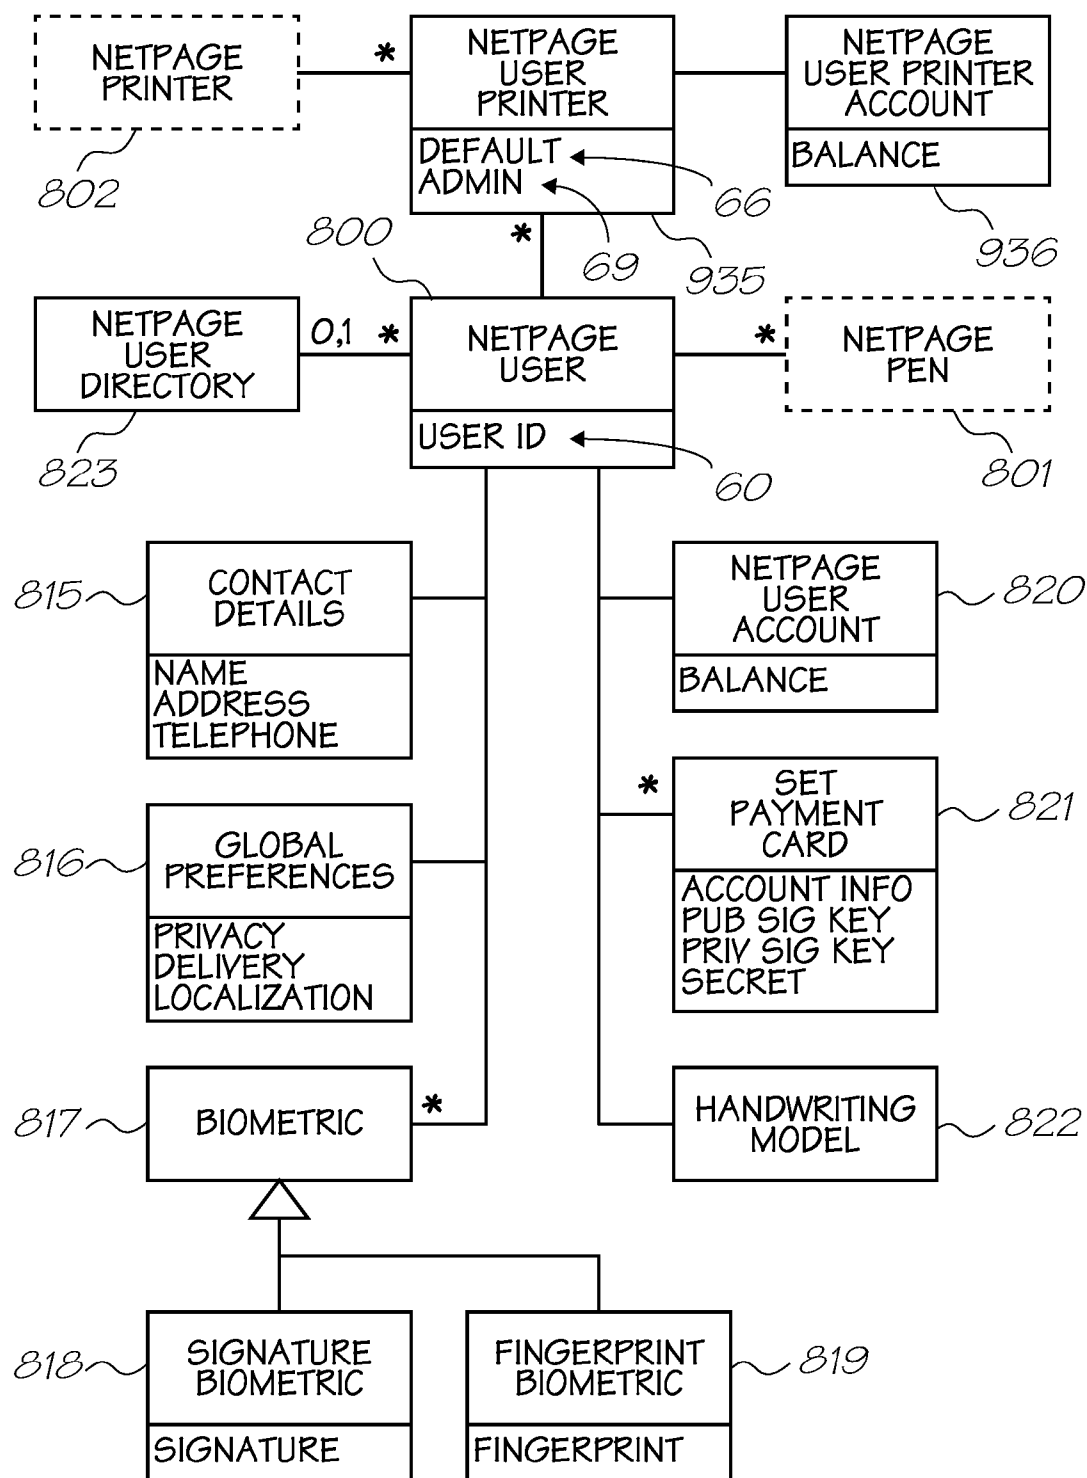 NETPAGE
PRINTER
802
*
NETPAGE
USER
PRINTER
DEFAULT
ADMIN
66
69
935
NETPAGE
USER PRINTER
ACCOUNT
BALANCE
936
*
800
NETPAGE
USER
DIRECTORY
823
0,1
*
NETPAGE
USER
USER ID
60
*
NETPAGE
PEN
801
815
CONTACT
DETAILS
NAME
ADDRESS
TELEPHONE
NETPAGE
USER
ACCOUNT
BALANCE
820
816
GLOBAL
PREFERENCES
PRIVACY
DELIVERY
LOCALIZATION
*
SET
PAYMENT
CARD
ACCOUNT INFO
PUB SIG KEY
PRIV SIG KEY
SECRET
821
817
BIOMETRIC
*
HANDWRITING
MODEL
822
818
SIGNATURE
BIOMETRIC
SIGNATURE
FINGERPRINT
BIOMETRIC
FINGERPRINT
819